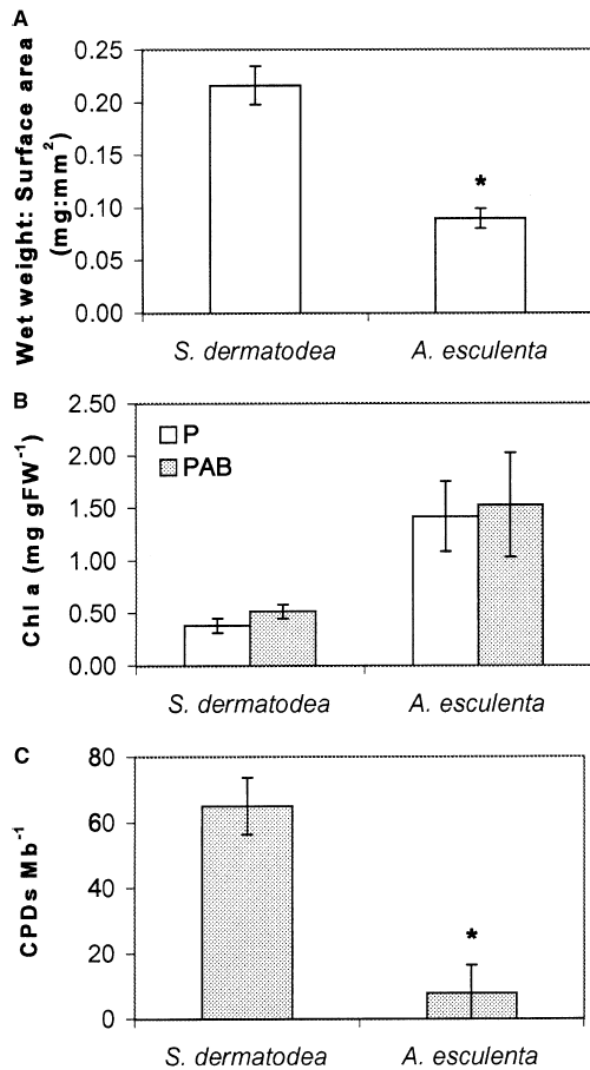 A
Wet weight: Surface area
(mg:mm²)
0.25
0.20
0.15
0.10
0.05
0.00
*
S. dermatodea
A. esculenta
B
Chl a (mg gFW⁻¹)
2.50
2.00
1.50
1.00
0.50
0.00
P
PAB
S. dermatodea
A. esculenta
C
CPDs Mb⁻¹
80
60
40
20
0
*
S. dermatodea
A. esculenta